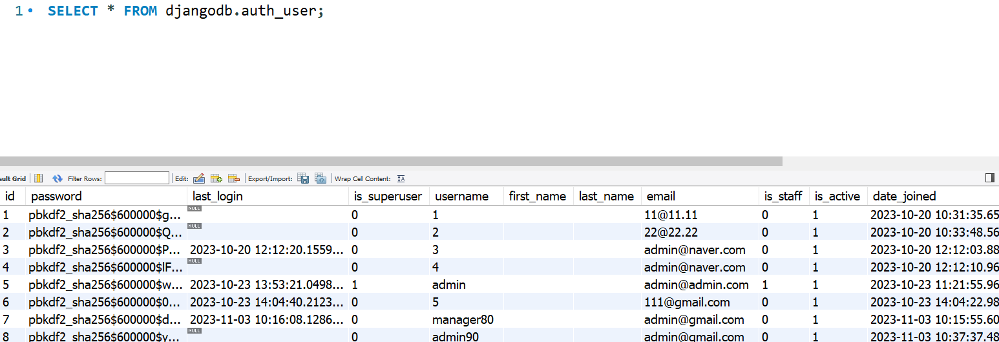 1 SELECT * FROM djangodb.auth_user;
sult Grid Filter Rows: Edit: Export/Import: Wrap Cell Content: IA
id password last_login is_superuser username first_name last_name email is_staff is_active date_joined
1 pbkdf2_sha256$600000$g... NULL 0 1 11@11.11 0 1 2023-10-20 10:31:35.65
2 pbkdf2_sha256$600000$Q... NULL 0 2 22@22.22 0 1 2023-10-20 10:33:48.56
3 pbkdf2_sha256$600000$P... 2023-10-20 12:12:20.1559... 0 3 admin@naver.com 0 1 2023-10-20 12:12:03.88
4 pbkdf2_sha256$600000$lF... NULL 0 4 admin@naver.com 0 1 2023-10-20 12:12:10.96
5 pbkdf2_sha256$600000$w... 2023-10-23 13:53:21.0498... 1 admin admin@admin.com 1 1 2023-10-23 11:21:55.96
6 pbkdf2_sha256$600000$0... 2023-10-23 14:04:40.2123... 0 5 111@gmail.com 0 1 2023-10-23 14:04:22.98
7 pbkdf2_sha256$600000$d... 2023-11-03 10:16:08.1286... 0 manager80 admin@gmail.com 0 1 2023-11-03 10:15:55.60
8 pbkdf2_sha256$600000$y... NULL 0 admin90 admin@gmail.com 0 1 2023-11-03 10:37:37.48